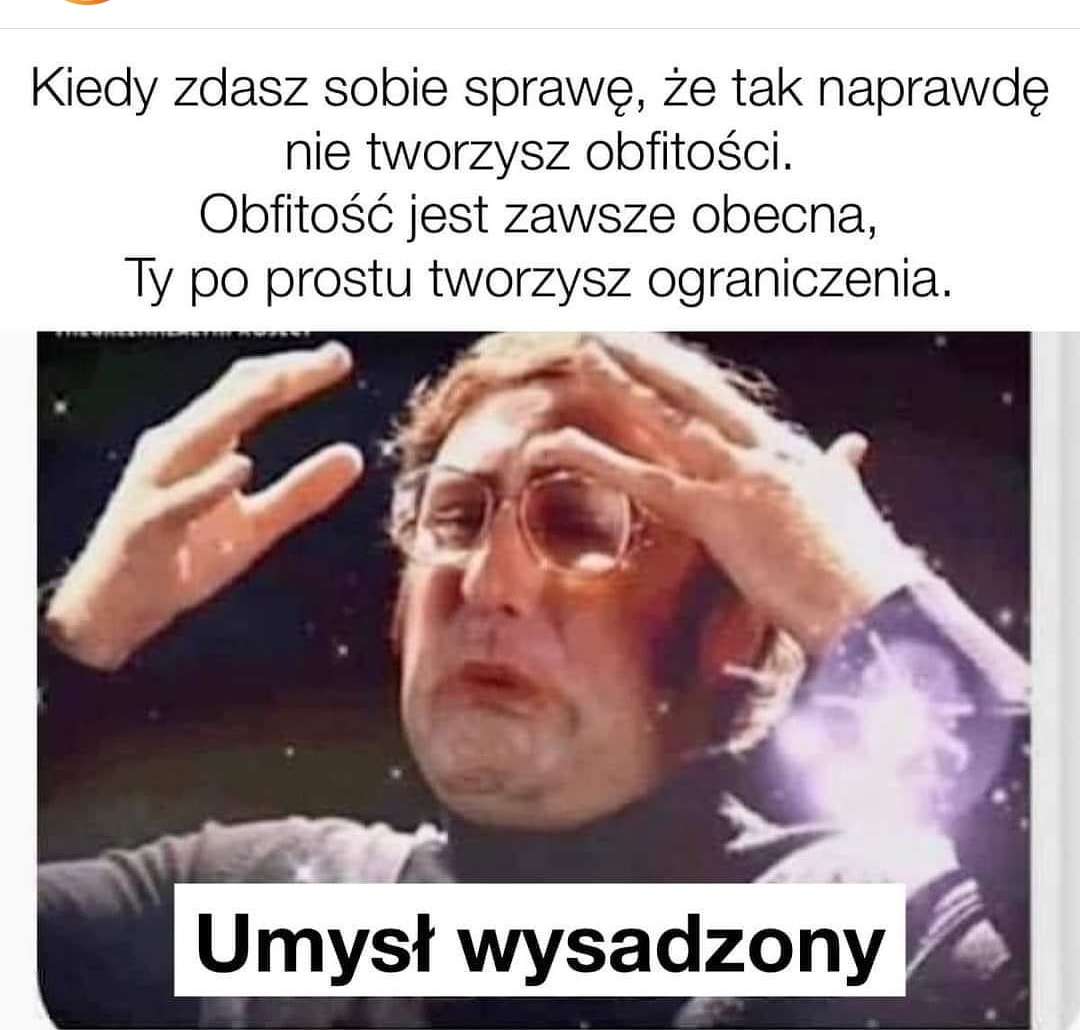 Kiedy zdasz sobie sprawę, że tak naprawdę
nie tworzysz obfitości.
Obfitość jest zawsze obecna,
Ty po prostu tworzysz ograniczenia.
Umysł wysadzony